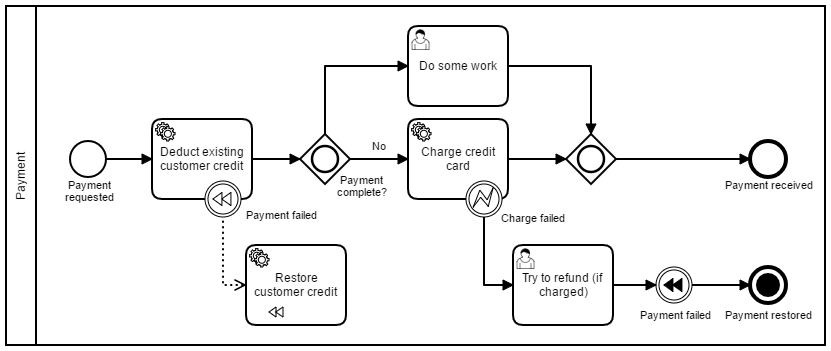 Payment
Payment
requested
Deduct existing
customer credit
Payment failed
Restore
customer credit
Do some work
No
Payment
complete?
Charge credit
card
Charge failed
Try to refund (if
charged)
Payment received
Payment failed
Payment restored